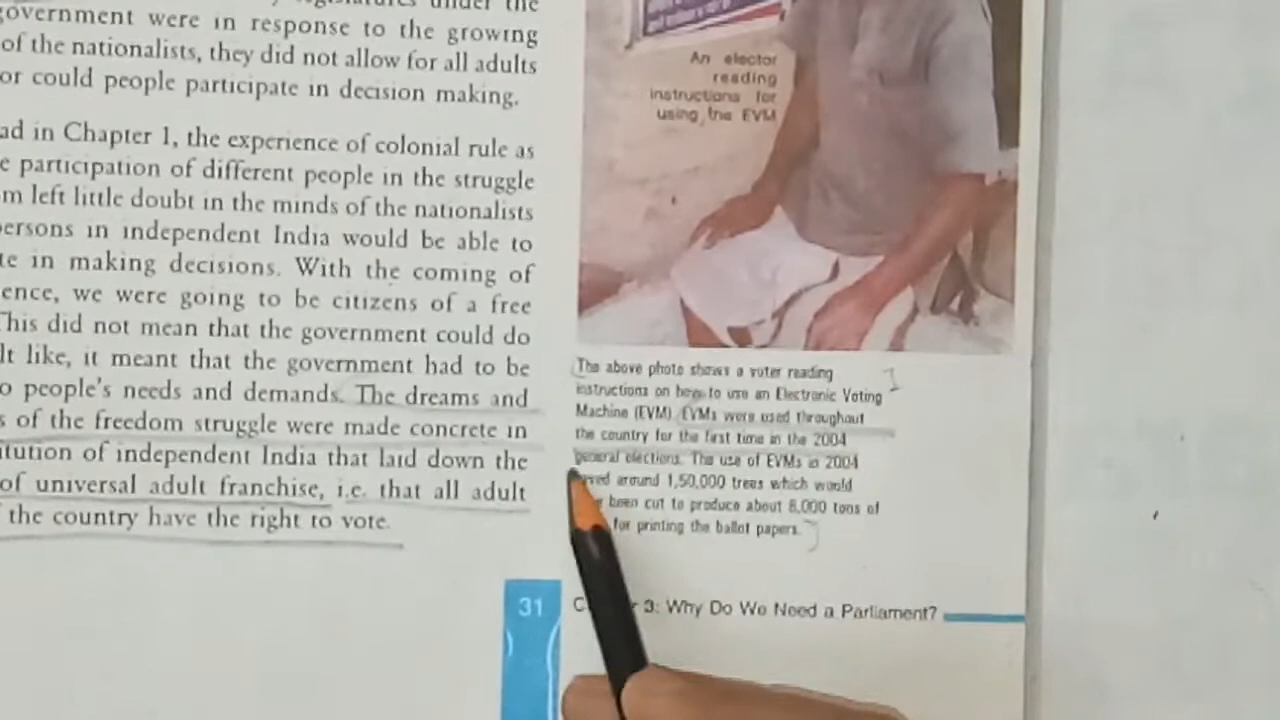 under the
government were in response to the growing
of the nationalists, they did not allow for all adults
or could people participate in decision making.
ad in Chapter 1, the experience of colonial rule as
e participation of different people in the struggle
m left little doubt in the minds of the nationalists
persons in independent India would be able to
te in making decisions. With the coming of
ence, we were going to be citizens of a free
This did not mean that the government could do
lt like, it meant that the government had to be
o people's needs and demands. The dreams and
s of the freedom struggle were made concrete in
itution of independent India that laid down the
of universal adult franchise, i.e. that all adult
the country have the right to vote.
An elector
reading
instructions for
using the EVM
The above photo shows a voter reading
instructions on how to use an Electronic Voting
Machine (EVM). EVMs were used throughout
the country for the first time in the 2004
general elections. The use of EVMs in 2004
around 1,50,000 trees which would
been cut to produce about 8,000 tons of
for printing the ballot papers.
31
3: Why Do We Need a Parliament?